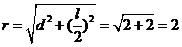 r = √(d² + (l/2)²) = √(2+2) = 2